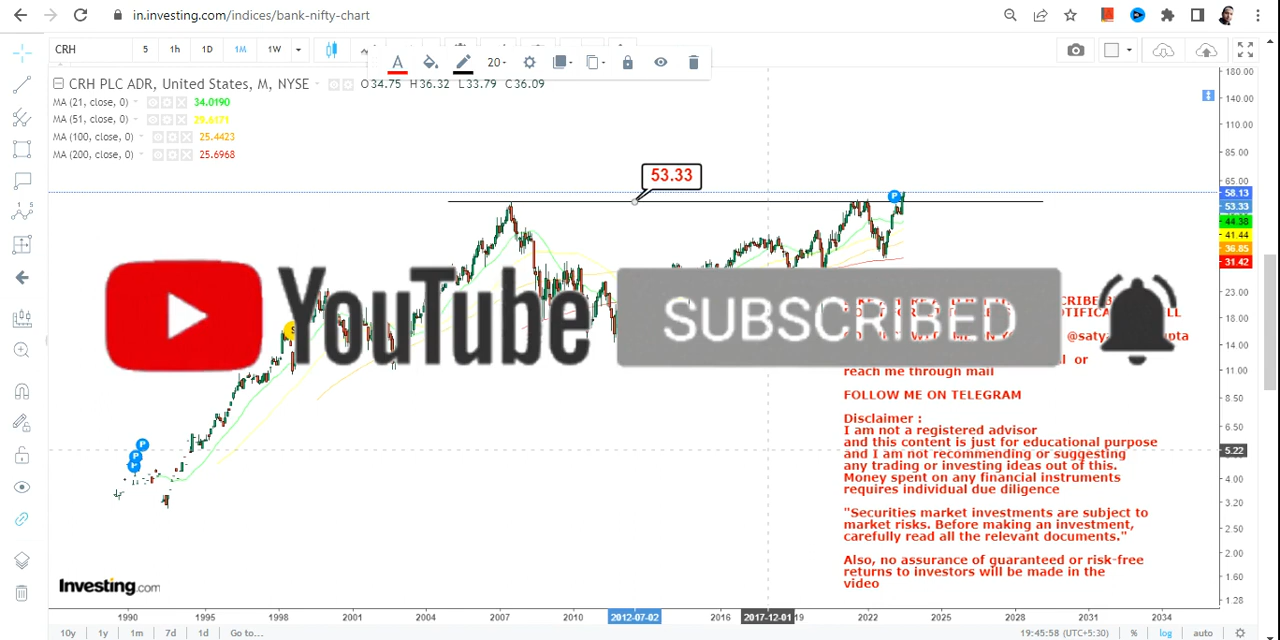 in.investing.com/indices/bank-nifty-chart
CRH 5 1h 1D 1M 1W
A 20
CRH PLC ADR, United States, M, NYSE O34.75 H36.32 L33.79 C36.09
MA (21, close, 0) 34.0190
MA (51, close, 0) 29.6171
MA (100, close, 0) 25.4423
MA (200, close, 0) 25.6968
180.00
140.00
110.00
85.00
53.33
65.00
58.13
53.33
44.38
41.44
36.85
31.42
23.00
18.00
14.00
11.00
8.50
6.50
5.22
4.00
3.20
2.50
2.00
1.60
1.28
YouTube SUBSCRIBED
or
reach me through mail
FOLLOW ME ON TELEGRAM
Disclaimer :
I am not a registered advisor
and this content is just for educational purpose
and I am not recommending or suggesting
any trading or investing ideas out of this.
Money spent on any financial instruments
requires individual due diligence
"Securities market investments are subject to
market risks. Before making an investment,
carefully read all the relevant documents."
Also, no assurance of guaranteed or risk-free
returns to investors will be made in the
video
P
P
S
Investing.com
1990 1995 1998 2001 2004 2007 2010 2012-07-02 2016 2017-12-01 19 2022 2025 2028 2031 2034
10y 1y 1m 7d 1d Go to... 19:45:58 (UTC+5:30) % log auto